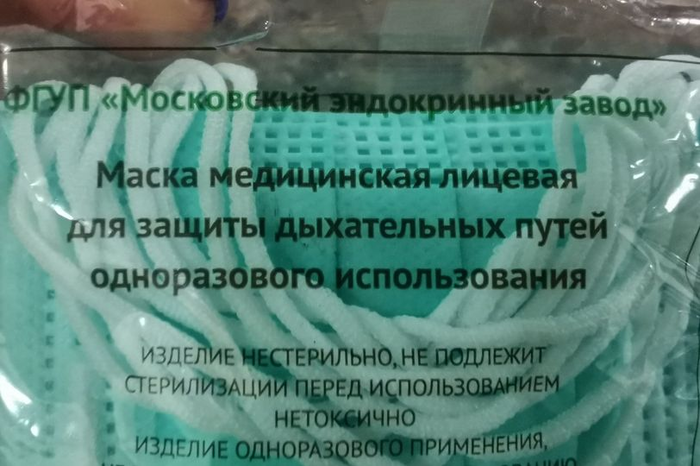 ФГУП «Московский эндокринный завод»
Маска медицинская лицевая
для защиты дыхательных путей
одноразового использования
ИЗДЕЛИЕ НЕСТЕРИЛЬНО, НЕ ПОДЛЕЖИТ
СТЕРИЛИЗАЦИИ ПЕРЕД ИСПОЛЬЗОВАНИЕМ
НЕТОКСИЧНО
ИЗДЕЛИЕ ОДНОРАЗОВОГО ПРИМЕНЕНИЯ,